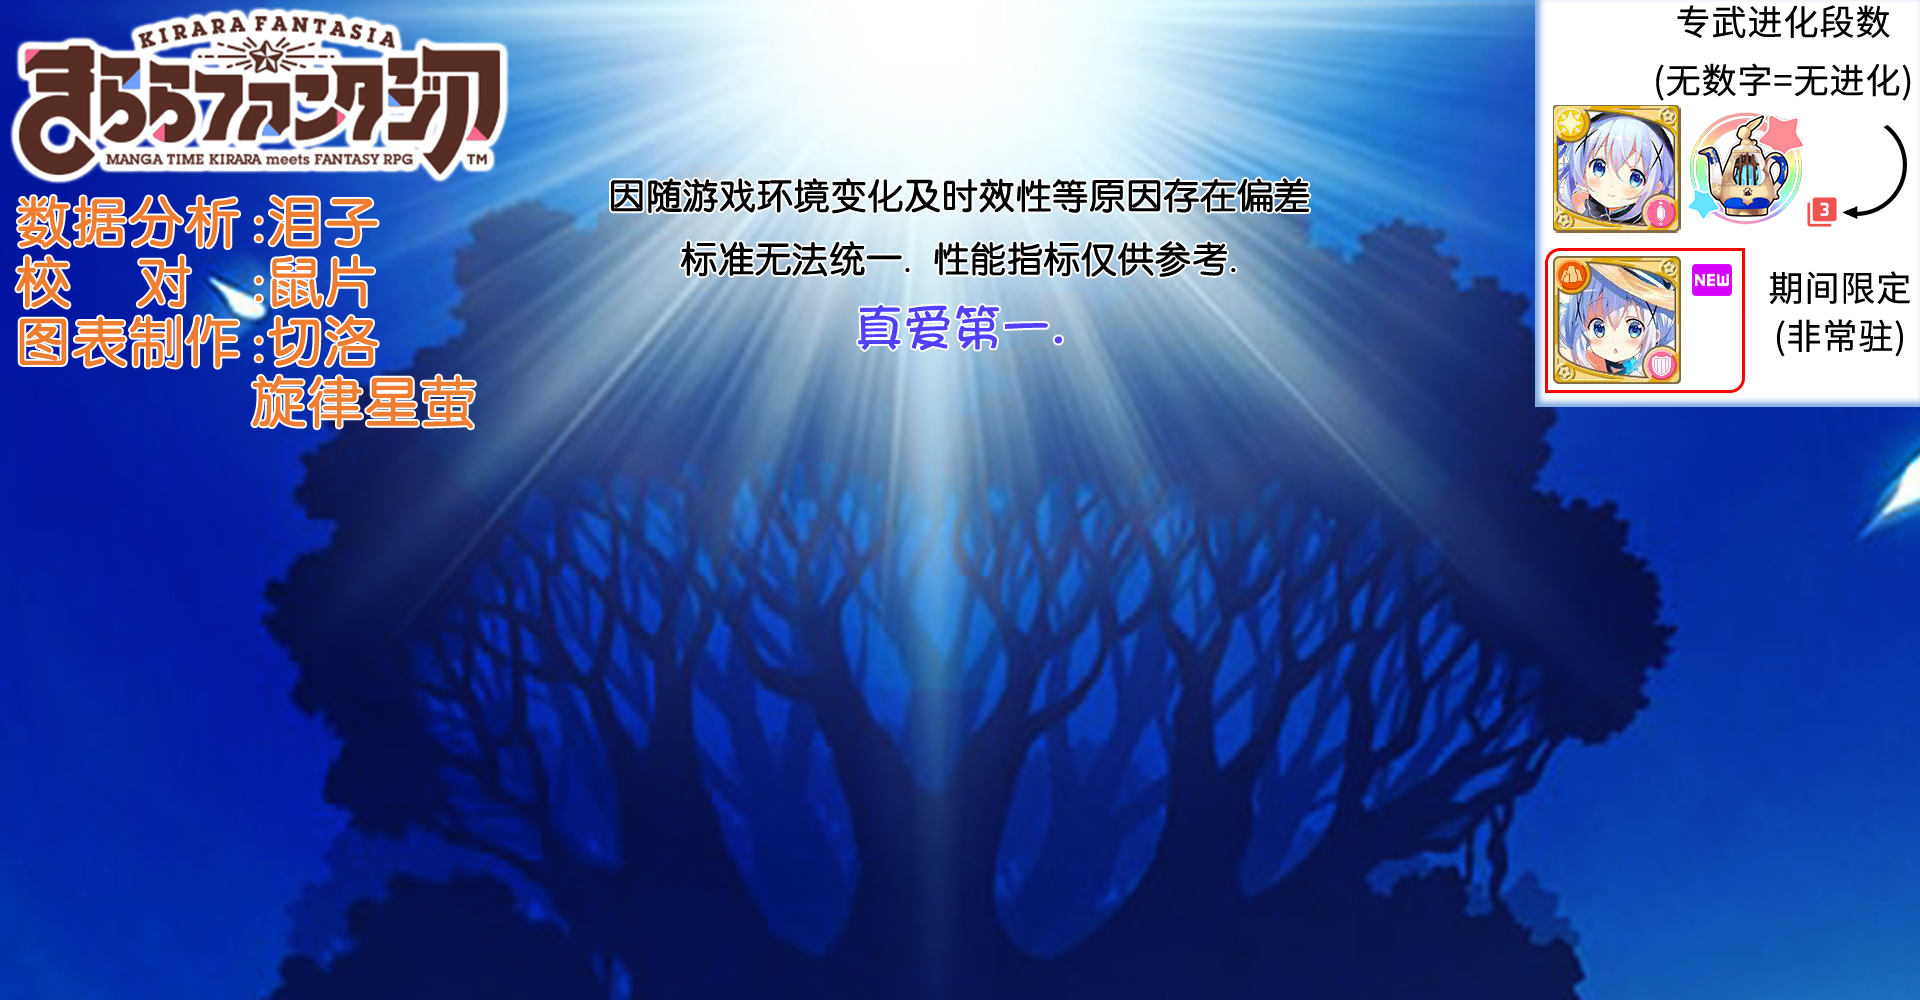 KIRARA FANTASIA
きららファンタジア
MANGA TIME KIRARA meets FANTASY RPG
TM
数据分析:泪子
校 对 :鼠片
图表制作:切洛
旋律星萤
因随游戏环境变化及时效性等原因存在偏差
标准无法统一. 性能指标仅供参考.
真爱第一.
专武进化段数
(无数字=无进化)
3
NEW
期间限定
(非常驻)